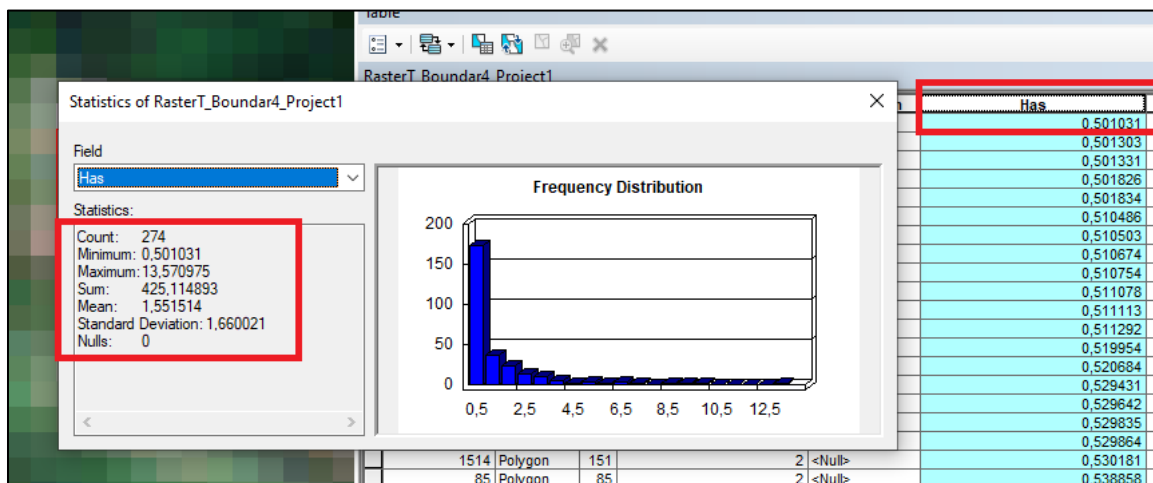 Table
RasterT_Boundar4_Project1
Statistics of RasterT_Boundar4_Project1
Field
Has
Statistics:
Count: 274
Minimum: 0,501031
Maximum: 13,570975
Sum: 425,114893
Mean: 1,551514
Standard Deviation: 1,660021
Nulls: 0
Frequency Distribution
200
150
100
50
0
0,5 2,5 4,5 6,5 8,5 10,5 12,5
Has
0,501031
0,501303
0,501331
0,501826
0,501834
0,510486
0,510503
0,510674
0,510754
0,511078
0,511113
0,511292
0,519954
0,520684
0,529431
0,529642
0,529835
0,529864
1514 Polygon 151 2 <Null> 0,530181
85 Polygon 85 2 <Null> 0,538858